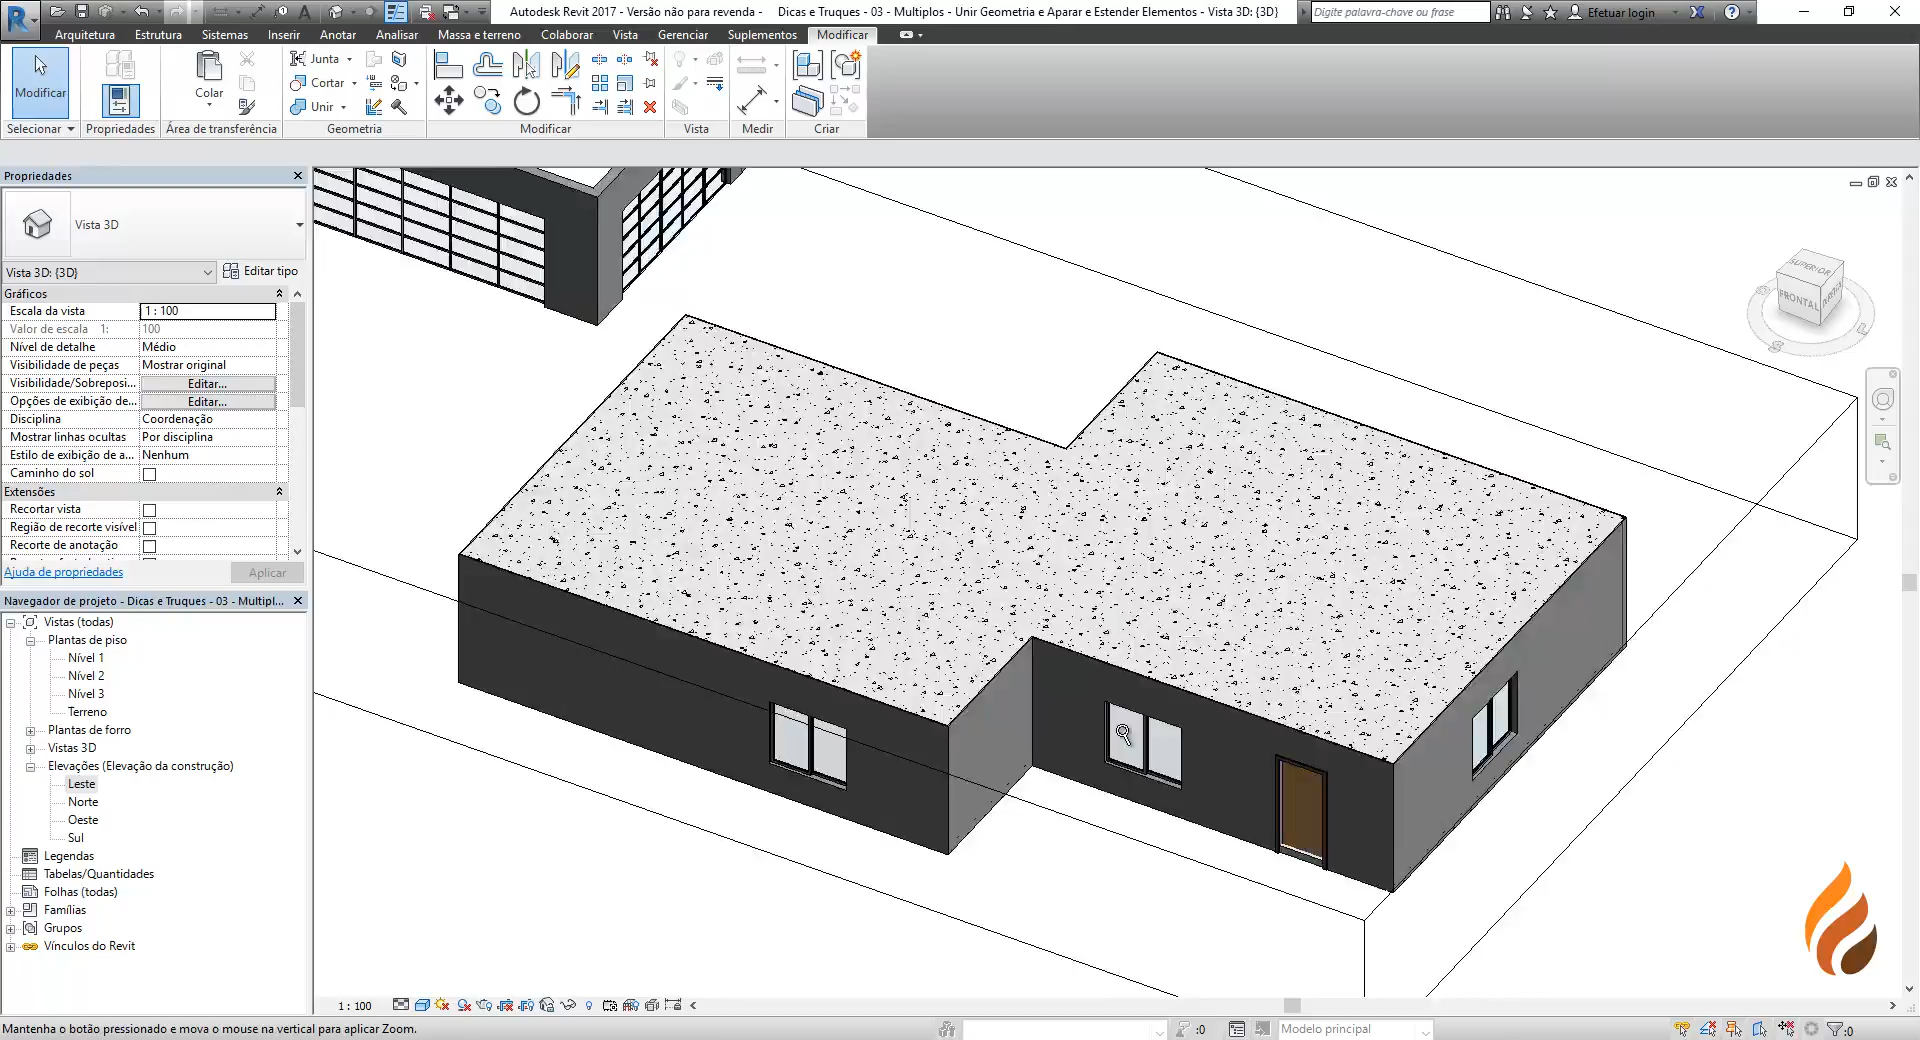 Autodesk Revit 2017 - Versão não para revenda - Dicas e Truques - 03 - Multiplos - Unir Geometria e Aparar e Estender Elementos - Vista 3D: {3D}
Digite palavra-chave ou frase
Efetuar login
Arquitetura Estrutura Sistemas Inserir Anotar Analisar Massa e terreno Colaborar Vista Gerenciar Suplementos Modificar
Modificar
Colar
Junta
Cortar
Unir
Selecionar Propriedades Área de transferência Geometria Modificar Vista Medir Criar
Propriedades
Vista 3D
Vista 3D: {3D} Editar tipo
Gráficos
Escala da vista 1 : 100
Valor de escala 1: 100
Nível de detalhe Médio
Visibilidade de peças Mostrar original
Visibilidade/Sobreposi... Editar...
Opções de exibição de... Editar...
Disciplina Coordenação
Mostrar linhas ocultas Por disciplina
Estilo de exibição de a... Nenhum
Caminho do sol
Extensões
Recortar vista
Região de recorte visível
Recorte de anotação
Ajuda de propriedades Aplicar
Navegador de projeto - Dicas e Truques - 03 - Multipl...
Vistas (todas)
Plantas de piso
Nível 1
Nível 2
Nível 3
Terreno
Plantas de forro
Vistas 3D
Elevações (Elevação da construção)
Leste
Norte
Oeste
Sul
Legendas
Tabelas/Quantidades
Folhas (todas)
Famílias
Grupos
Vínculos do Revit
SUPERIOR
FRONTAL
S
L
1 : 100
Mantenha o botão pressionado e mova o mouse na vertical para aplicar Zoom.
:0
Modelo principal
:0